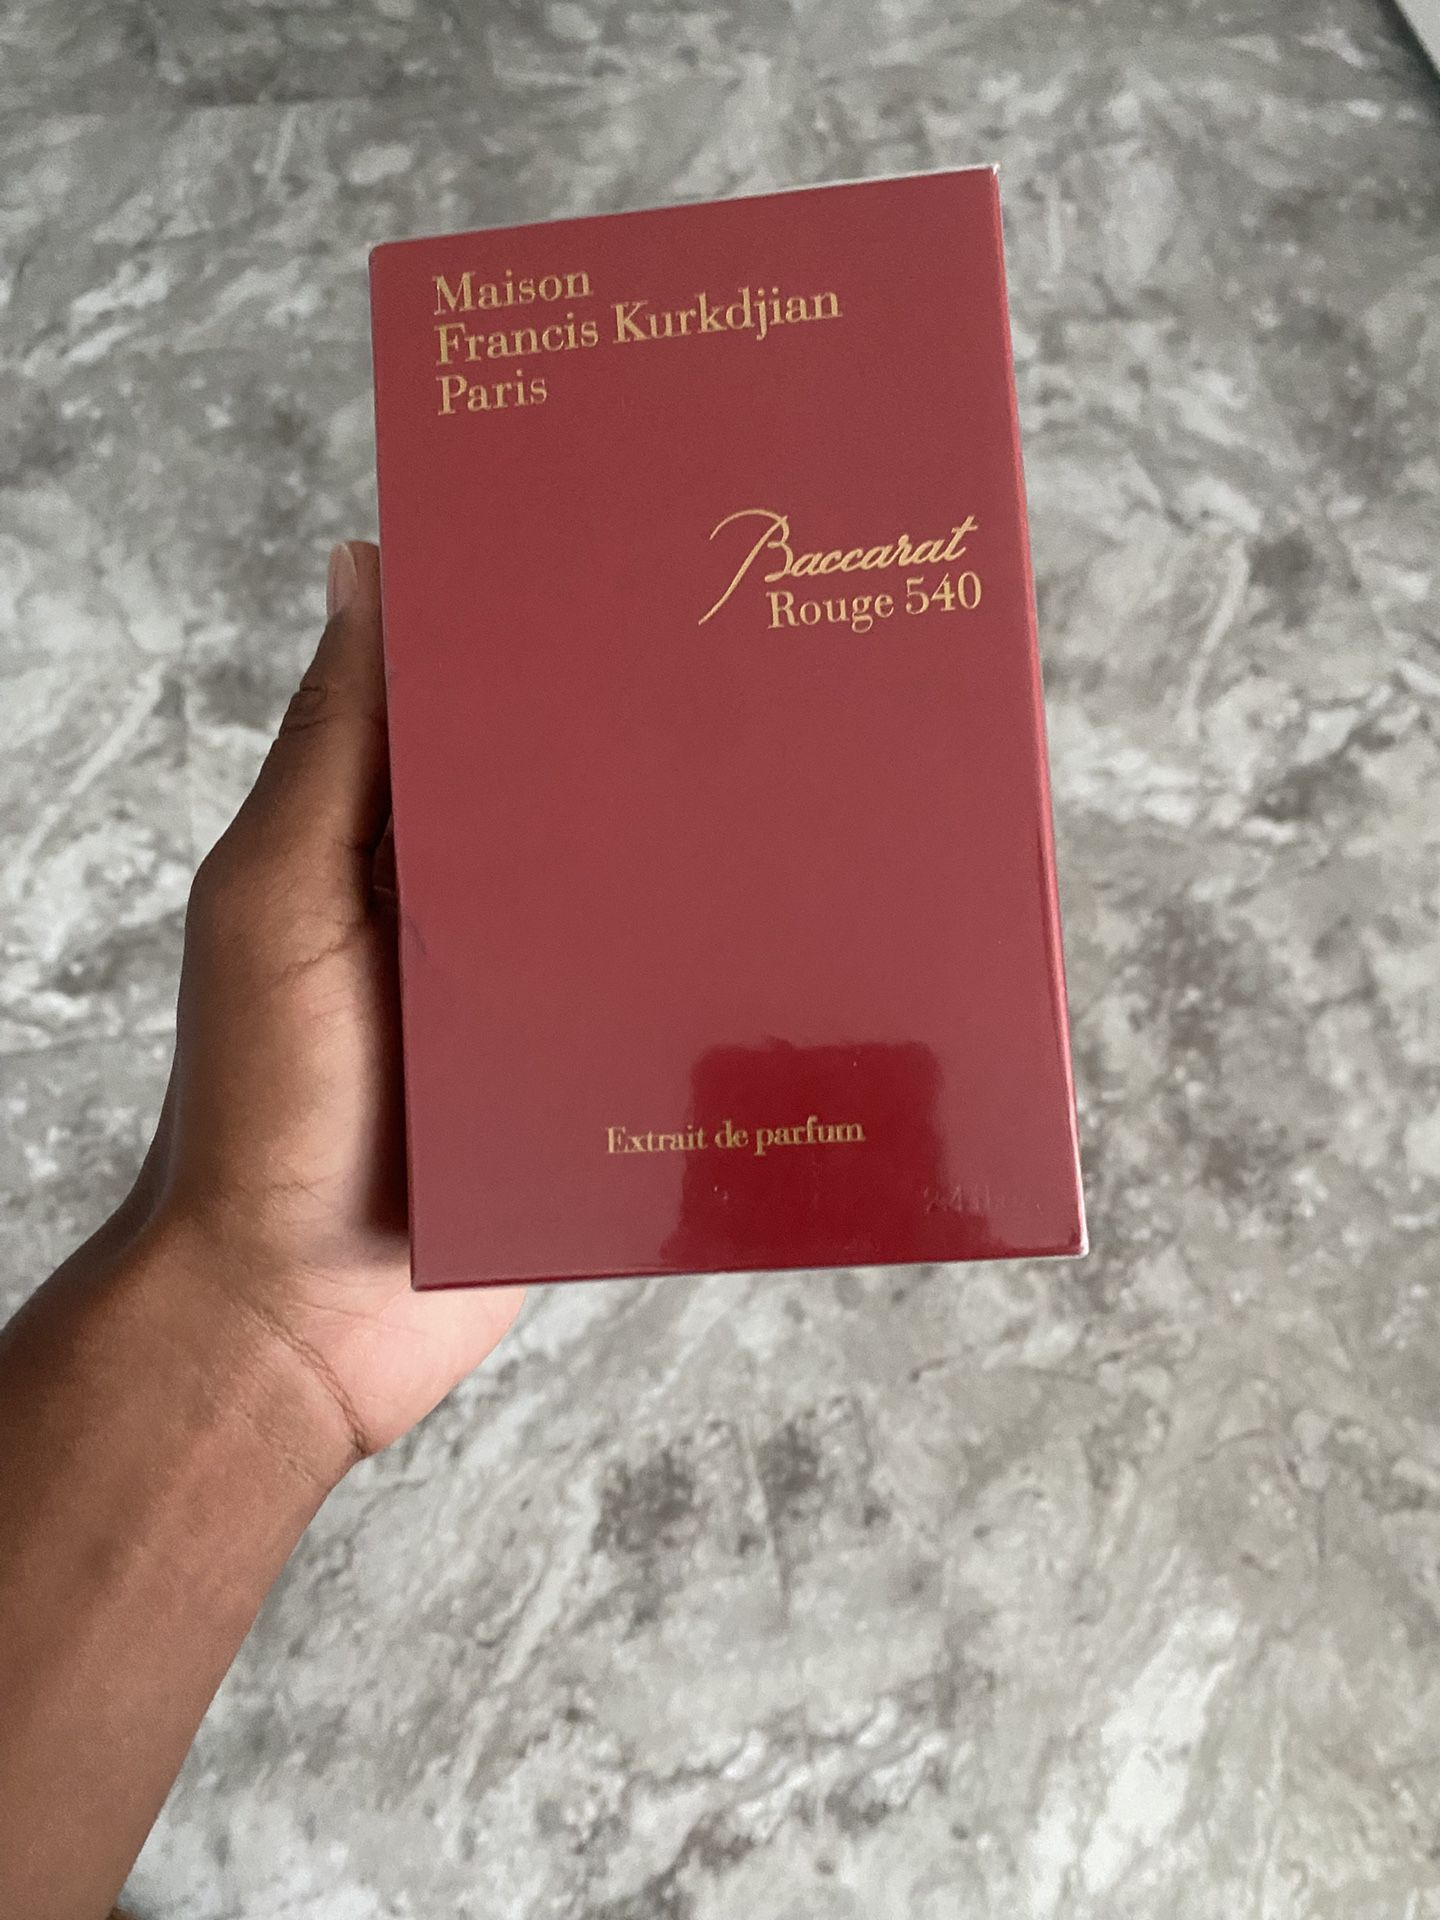 Maison
Francis Kurkdjian
Paris
Baccarat
Rouge 540
Extrait de parfum